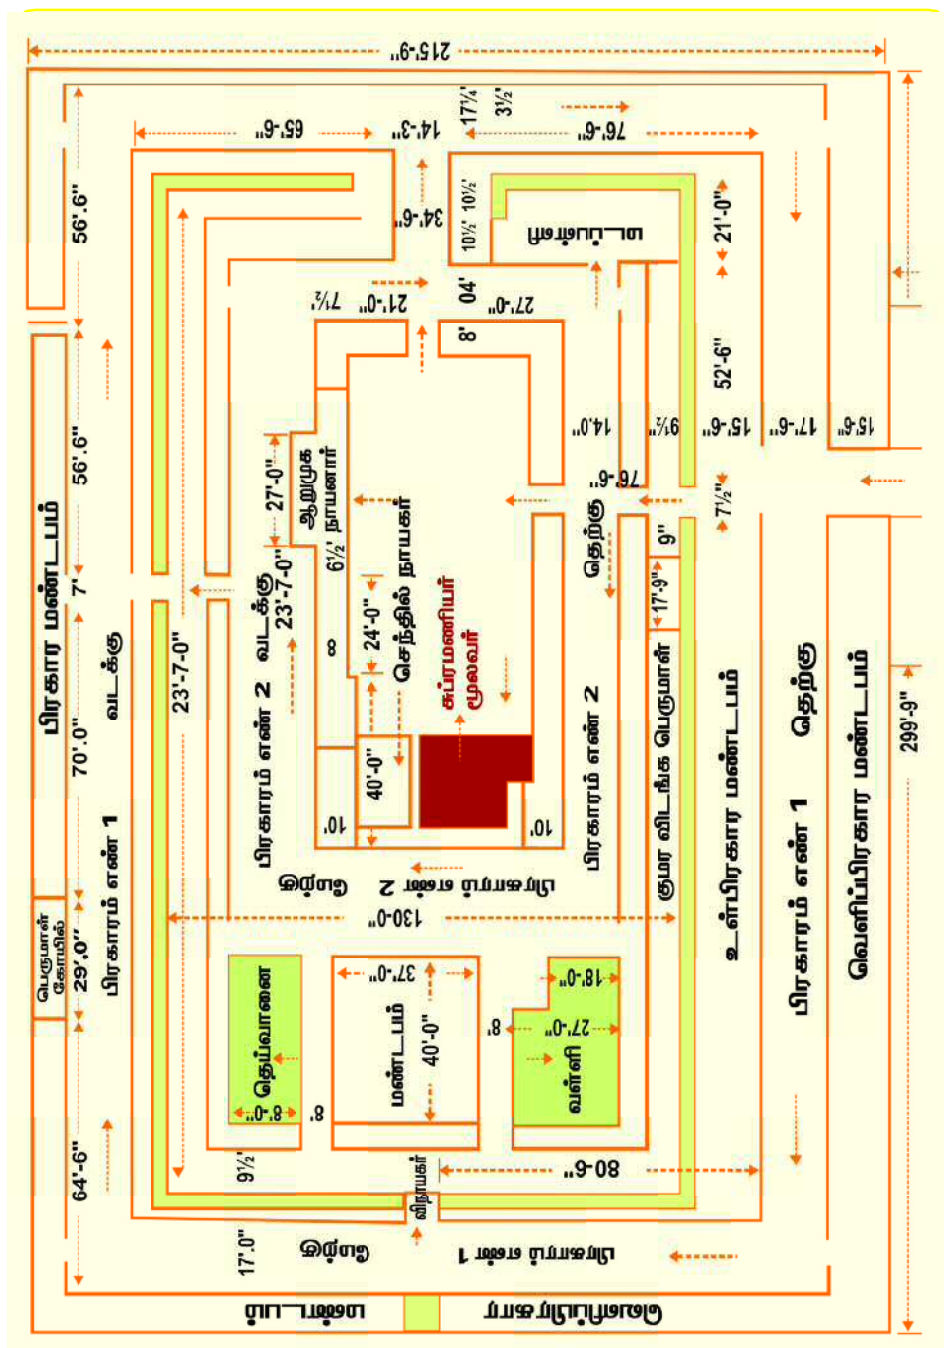 215'-9"
65'-6"
14'-3"
17¼'
3½'
76'-6"
56'.6"
34'-6"
10½'
10½'
மடப்பள்ளி
21'-0"
7½'
21'-0"
04'
27'-0"
8'
52'-6"
56'.6"
27'-0"
ஆறுமுக
நாயனார்
6½'
14.0"
9½"
15'-6"
17'-6"
15'-6"
76'-6"
7½"
பிரகார மண்டபம்
7'
வடக்கு
23'-7-0"
பிரகாரம் எண் 2 வடக்கு
23'-7-0"
8
24'-0"
செந்தில் நாயகர்
சுப்ரமணியர்
மூலவர்
தெற்கு
9"
17'-9"
70'.0"
40'-0"
10'
10'
பிரகாரம் எண் 2
குமர விடங்க பெருமாள்
உள்பிரகார மண்டபம்
பிரகாரம் எண் 1 தெற்கு
வெளிப்பிரகார மண்டபம்
299'-9"
பிரகாரம் எண் 1
மேற்கு
பிரகாரம் எண் 2
130-0"
பெருமாள்
கோயில்
29'.0"
தெய்வானை
8'-0"
8'
37'-0"
மண்டபம்
40'-0"
18'-0"
27'-0"
8'
வள்ளி
64'-6"
9½'
விநாயகர்
80-6"
17'.0"
மேற்கு
பிரகாரம் எண் 1
மண்டபம்
வெளிப்பிரகார